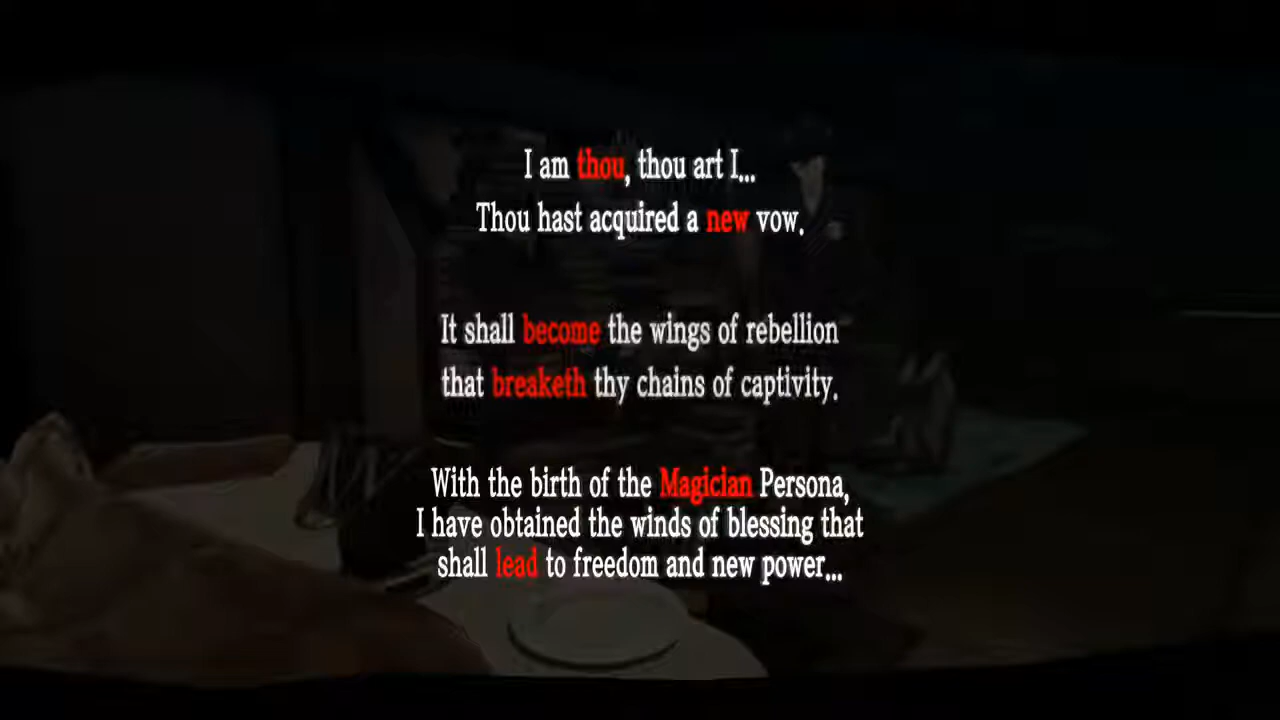 I am thou, thou art I...
Thou hast acquired a new vow.
It shall become the wings of rebellion
that breaketh thy chains of captivity.
With the birth of the Magician Persona,
I have obtained the winds of blessing that
shall lead to freedom and new power...